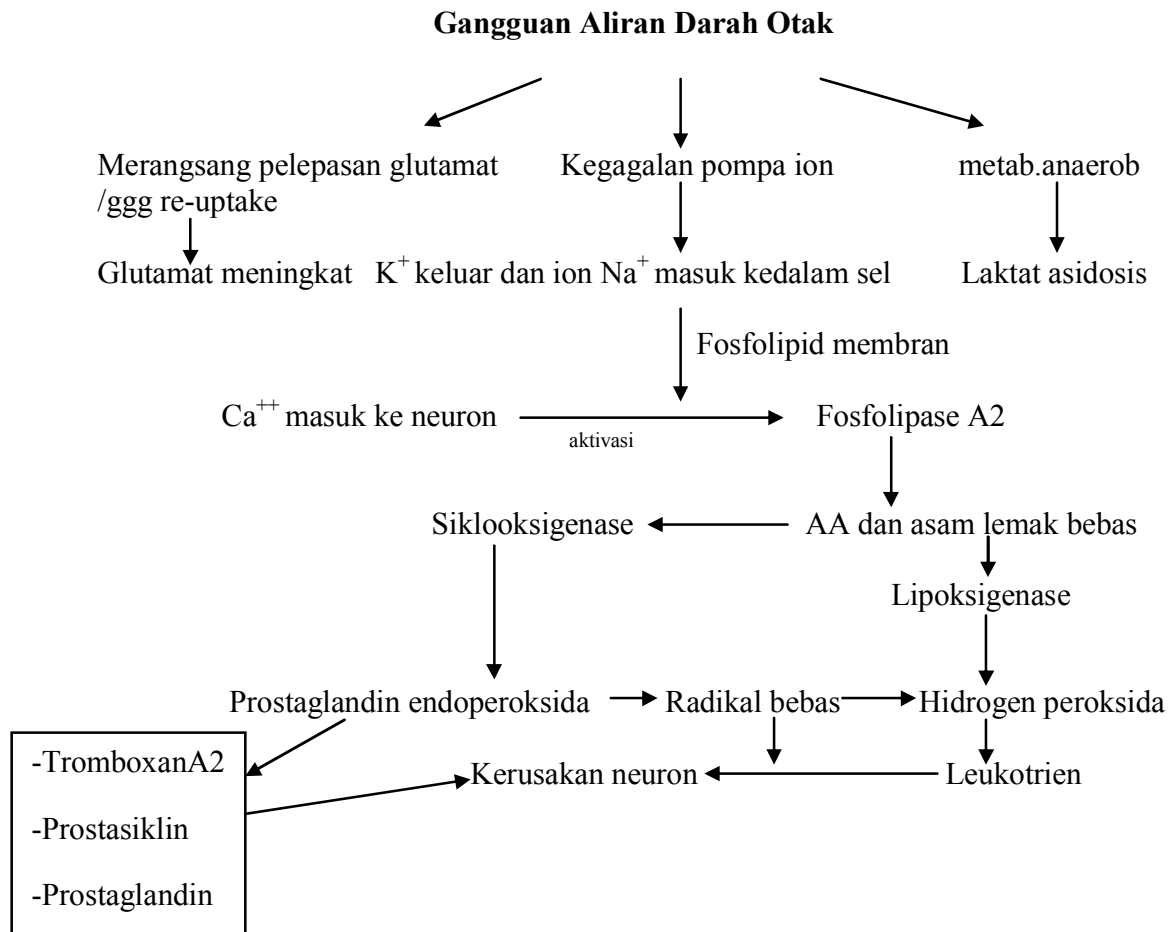 Gangguan Aliran Darah Otak
Merangsang pelepasan glutamat
/ggg re-uptake
Kegagalan pompa ion
metab.anaerob
Glutamat meningkat
K⁺ keluar dan ion Na⁺ masuk kedalam sel
Laktat asidosis
Fosfolipid membran
Ca⁺⁺ masuk ke neuron
aktivasi
Fosfolipase A2
Siklooksigenase
AA dan asam lemak bebas
Lipoksigenase
Prostaglandin endoperoksida
Radikal bebas
Hidrogen peroksida
-TromboxanA2
Kerusakan neuron
Leukotrien
-Prostasiklin
-Prostaglandin